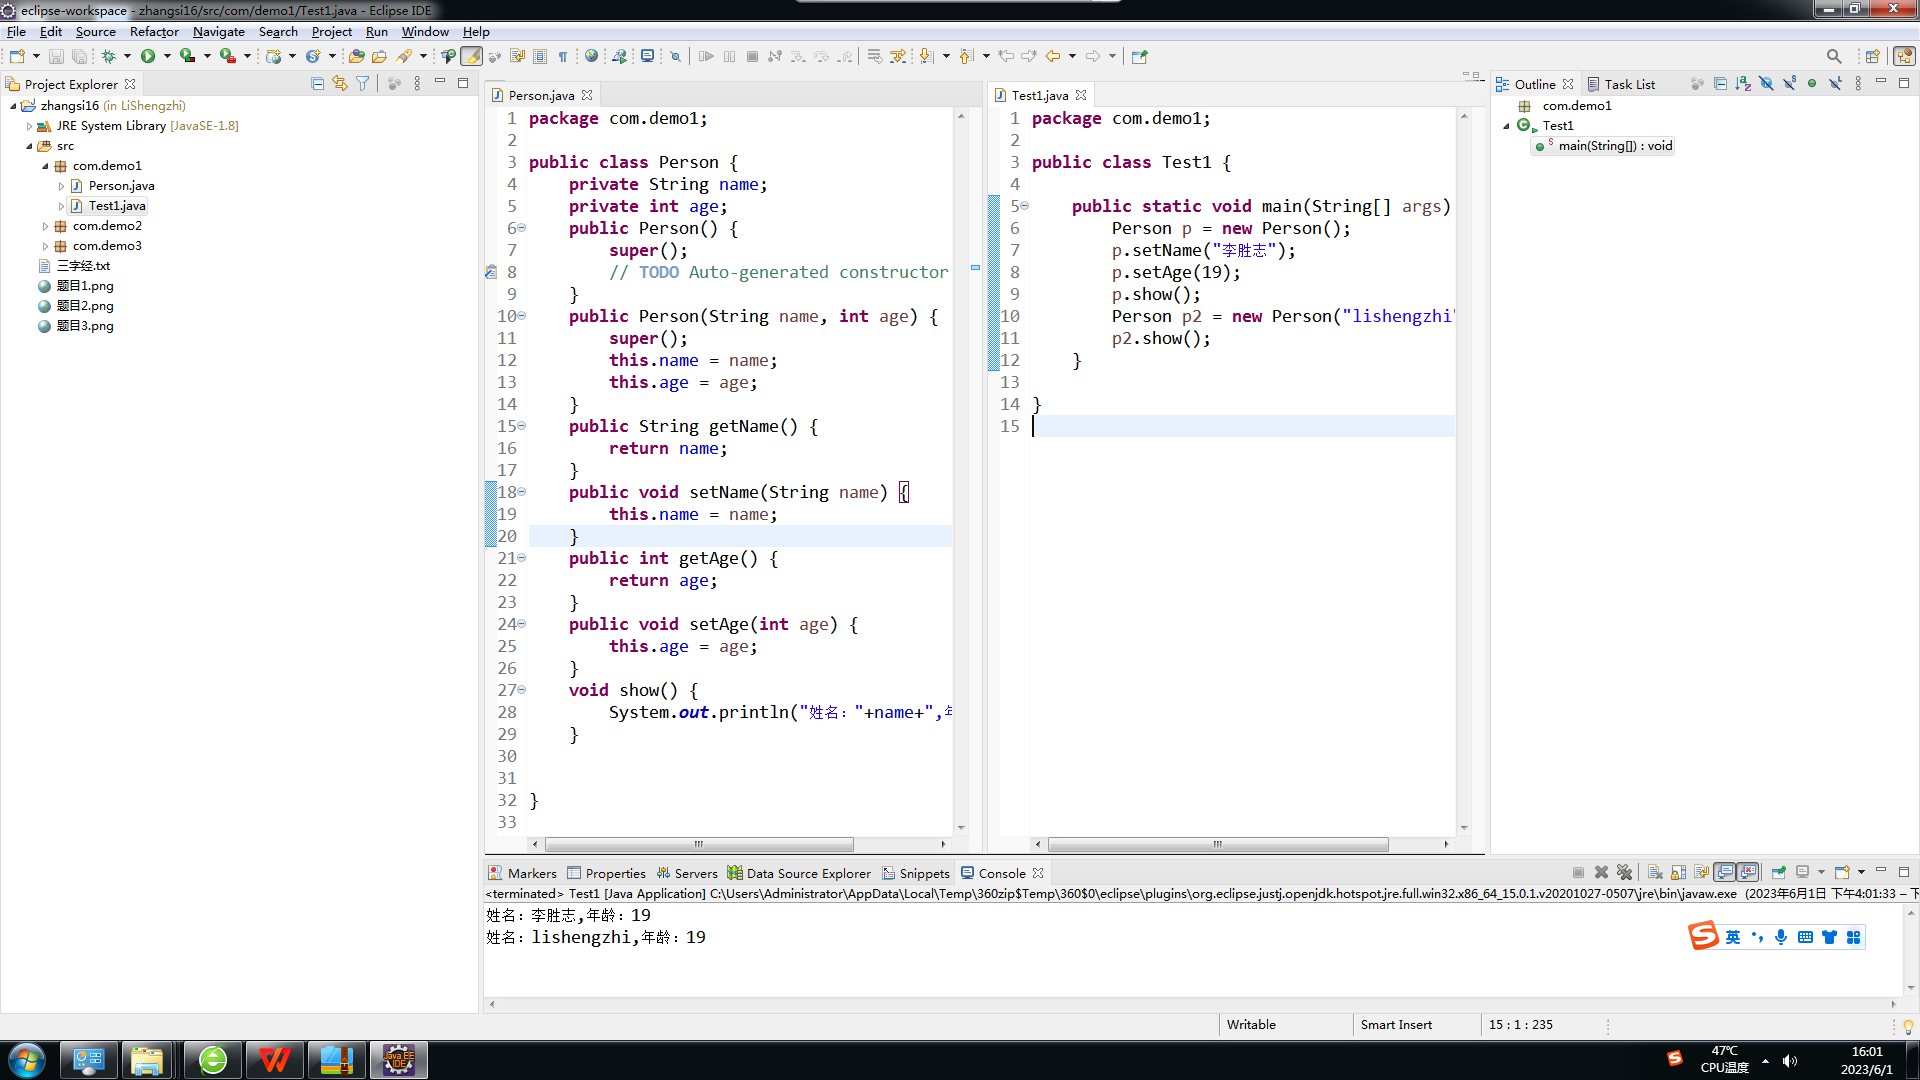 eclipse-workspace - zhangsi16/src/com/demo1/Test1.java - Eclipse IDE
File Edit Source Refactor Navigate Search Project Run Window Help
Project Explorer
zhangsi16 (in LiShengzhi)
JRE System Library [JavaSE-1.8]
src
com.demo1
Person.java
Test1.java
com.demo2
com.demo3
三字经.txt
题目1.png
题目2.png
题目3.png
Person.java
1 package com.demo1;
2
3 public class Person {
4 private String name;
5 private int age;
6 public Person() {
7 super();
8 // TODO Auto-generated constructor
9 }
10 public Person(String name, int age) {
11 super();
12 this.name = name;
13 this.age = age;
14 }
15 public String getName() {
16 return name;
17 }
18 public void setName(String name) {
19 this.name = name;
20 }
21 public int getAge() {
22 return age;
23 }
24 public void setAge(int age) {
25 this.age = age;
26 }
27 void show() {
28 System.out.println("姓名："+name+",
29 }
30
31
32 }
33
Test1.java
1 package com.demo1;
2
3 public class Test1 {
4
5 public static void main(String[] args)
6 Person p = new Person();
7 p.setName("李胜志");
8 p.setAge(19);
9 p.show();
10 Person p2 = new Person("lishengzhi"
11 p2.show();
12 }
13
14 }
15
Outline Task List
com.demo1
Test1
main(String[]) : void
Markers Properties Servers Data Source Explorer Snippets Console
<terminated> Test1 [Java Application] C:\Users\Administrator\AppData\Local\Temp\360zip$Temp\360$0\eclipse\plugins\org.eclipse.justj.openjdk.hotspot.jre.full.win32.x86_64_15.0.1.v20201027-0507\jre\bin\javaw.exe (2023年6月1日 下午4:01:33 – 下
姓名：李胜志,年龄：19
姓名：lishengzhi,年龄：19
英
Writable Smart Insert 15 : 1 : 235
Java EE IDE
47℃
CPU温度
16:01
2023/6/1